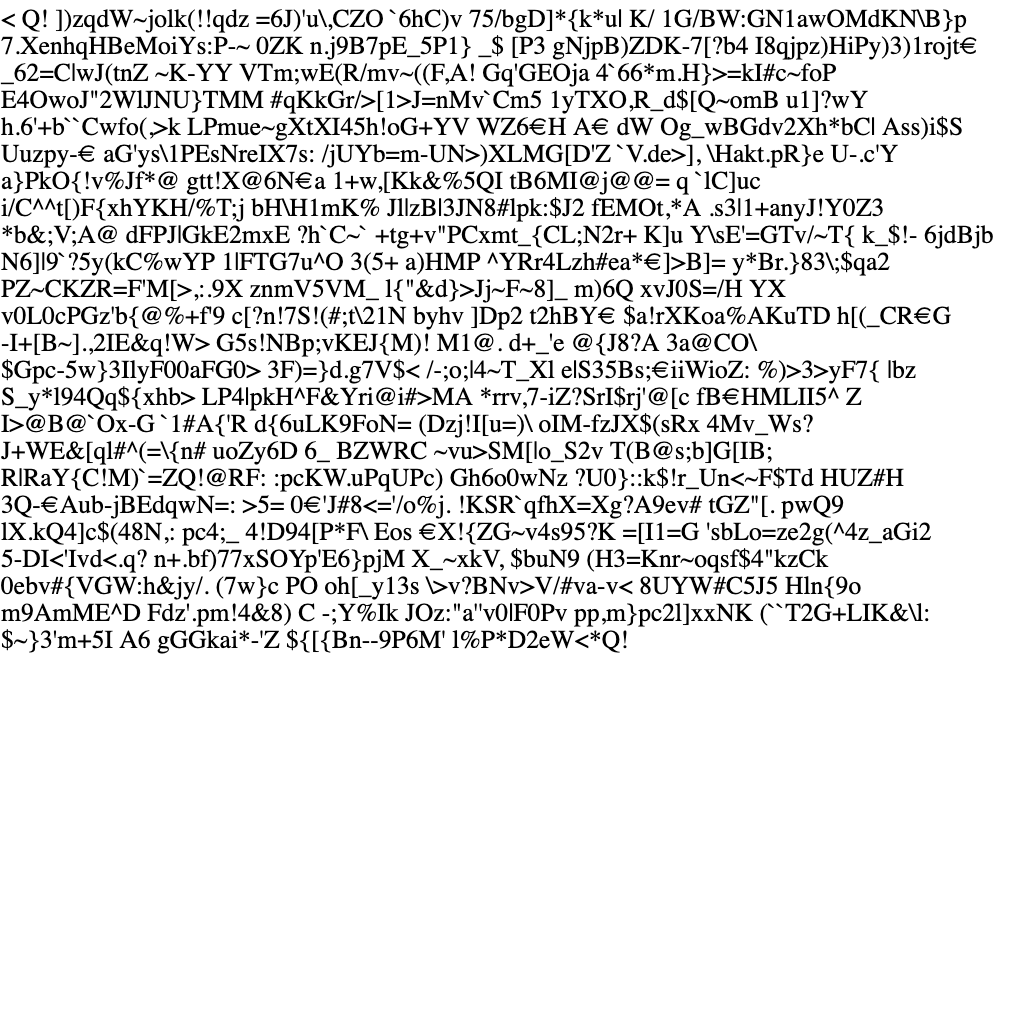 < Q! ])zqdW~jolk(!!qdz =6J)'u\,CZO `6hC)v 75/bgD]*{k*u| K/ 1G/BW:GN1awOMdKN\B}p
7.XenhqHBeMoiYs:P-~ 0ZK n.j9B7pE_5P1} _$ [P3 gNjpB)ZDK-7[?b4 I8qjpz)HiPy)3)1rojt€
_62=C|wJ(tnZ ~K-YY VTm;wE(R/mv~((F,A! Gq'GEOja 4`66*m.H}>=kI#c~foP
E4OwoJ"2WlJNU}TMM #qKkGr/>[1>J=nMv`Cm5 1yTXO,R_d$[Q~omB u1]?wY
h.6'+b``Cwfo(,>k LPmue~gXtXI45h!oG+YV WZ6€H A€ dW Og_wBGdv2Xh*bC| Ass)i$S
Uuzpy-€ aG'ys\1PEsNreIX7s: /jUYb=m-UN>)XLMG[D'Z`V.de>], \Hakt.pR}e U-.c'Y
a}PkO{!v%Jf*@ gtt!X@6N€a 1+w,[Kk&%5QI tB6MI@j@@= q`lC]uc
i/C^^t[)F{xhYKH/%T;j bH\H1mK% Jl|zB|3JN8#lpk:$J2 fEMOt,*A .s3|1+anyJ!Y0Z3
*b&;V;A@ dFPJ|GkE2mxE ?h`C~` +tg+v"PCxmt_{CL;N2r+ K]u Y\sE'=GTv/~T{ k_$!- 6jdBjb
N6]|9`?5y(kC%wYP 1|FTG7u^O 3(5+ a)HMP ^YRr4Lzh#ea*€]>B]= y*Br.}83\;$qa2
PZ~CKZR=F'M[>,:.9X znmV5VM_ l{"&d}>Jj~F~8]_ m)6Q xvJ0S=/H YX
v0L0cPGz'b{@%+f'9 c[?n!7S!(#;t\21N byhv ]Dp2 t2hBY€ $a!rXKoa%AKuTD h[(_CR€G
-I+[B~].,2IE&q!W> G5s!NBp;vKEJ{M)! M1@. d+_'e @{J8?A 3a@CO\
$Gpc-5w}3IlyF00aFG0> 3F)=}d.g7V$< /-;o;|4~T_Xl e|S35Bs;€iiWioZ: %)>3>yF7{ |bz
S_y*l94Qq${xhb> LP4|pkH^F&Yri@i#>MA *rrv,7-iZ?SrI$rj'@[c fB€HMLII5^ Z
I>@B@`Ox-G `1#A{'R d{6uLK9FoN= (Dzj!I[u=)\ oIM-fzJX$(sRx 4Mv_Ws?
J+WE&[ql#^(=\{n# uoZy6D 6_ BZWRC ~vu>SM[|o_S2v T(B@s;b]G[IB;
R|RaY{C!M)`=ZQ!@RF: :pcKW.uPqUPc) Gh6o0wNz ?U0}::k$!r_Un<~F$Td HUZ#H
3Q-€Aub-jBEdqwN=: >5= 0€'J#8<='/o%j. !KSR`qfhX=Xg?A9ev# tGZ"[. pwQ9
lX.kQ4]c$(48N,: pc4;_ 4!D94[P*F\ Eos €X!{ZG~v4s95?K =[I1=G 'sbLo=ze2g(^4z_aGi2
5-DI<'Ivd<.q? n+.bf)77xSOYp'E6}pjM X_~xkV, $buN9 (H3=Knr~oqsf$4"kzCk
0ebv#{VGW:h&jy/. (7w}c PO oh[_y13s \>v?BNv>V/#va-v< 8UYW#C5J5 Hln{9o
m9AmME^D Fdz'.pm!4&8) C -;Y%Ik JOz:"a"v0|F0Pv pp,m}pc2l]xxNK (``T2G+LIK&\l:
$~}3'm+5I A6 gGGkai*-'Z ${[{Bn--9P6M' l%P*D2eW<*Q!